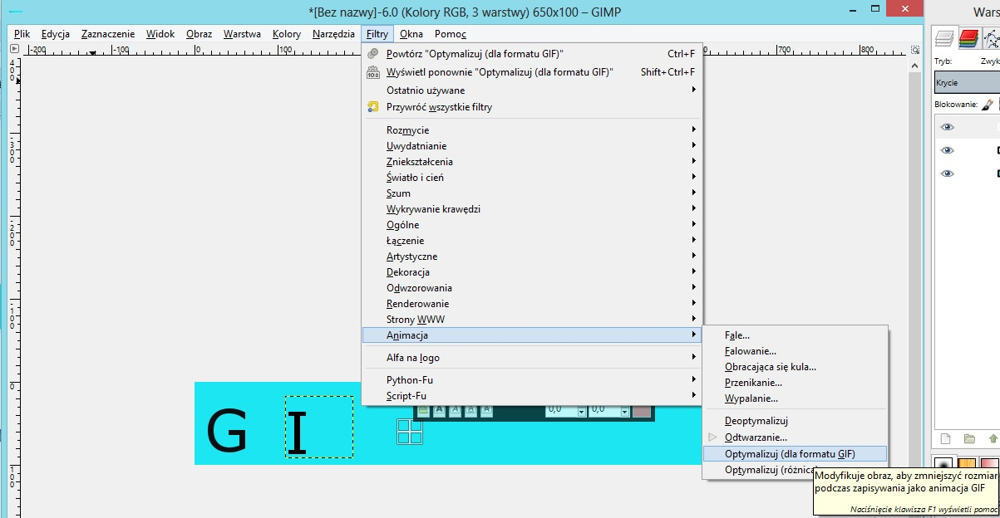 *[Bez nazwy]-6.0 (Kolory RGB, 3 warstwy) 650x100 – GIMP
Plik Edycja Zaznaczenie Widok Obraz Warstwa Kolory Narzędzia Filtry Okna Pomoc
-200 -100 0 100 700 800
Powtórz "Optymalizuj (dla formatu GIF)" Ctrl+F
Wyświetl ponownie "Optymalizuj (dla formatu GIF)" Shift+Ctrl+F
Ostatnio używane
Przywróć wszystkie filtry
Rozmycie
Uwydatnianie
Zniekształcenia
Światło i cień
Szum
Wykrywanie krawędzi
Ogólne
Łączenie
Artystyczne
Dekoracja
Odwzorowania
Renderowanie
Strony WWW
Animacja
Alfa na logo
Python-Fu
Script-Fu
Fale...
Falowanie...
Obracająca się kula...
Przenikanie...
Wypalanie...
Deoptymalizuj
Odtwarzanie...
Optymalizuj (dla formatu GIF)
Optymalizuj (różnica)
Modyfikuje obraz, aby zmniejszyć rozmiar
podczas zapisywania jako animacja GIF
Naciśnięcie klawisza F1 wyświetli pomoc
G I
0,0 0,0
Wars
Tryb: Zwyk
Krycie
Blokowanie: